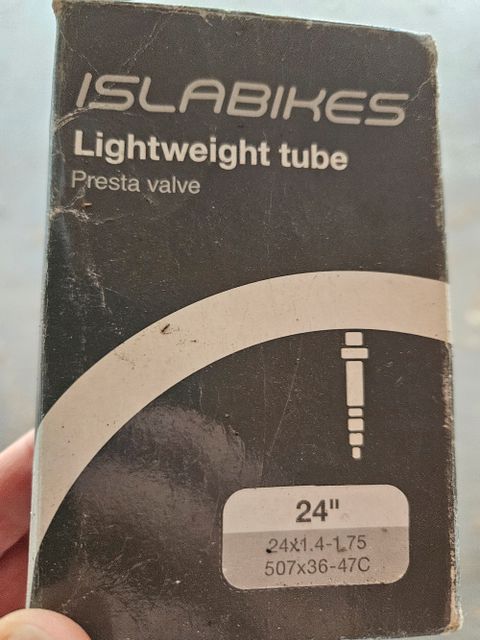 ISLABIKES
Lightweight tube
Presta valve
24"
24x1.4-1.75
507x36-47C